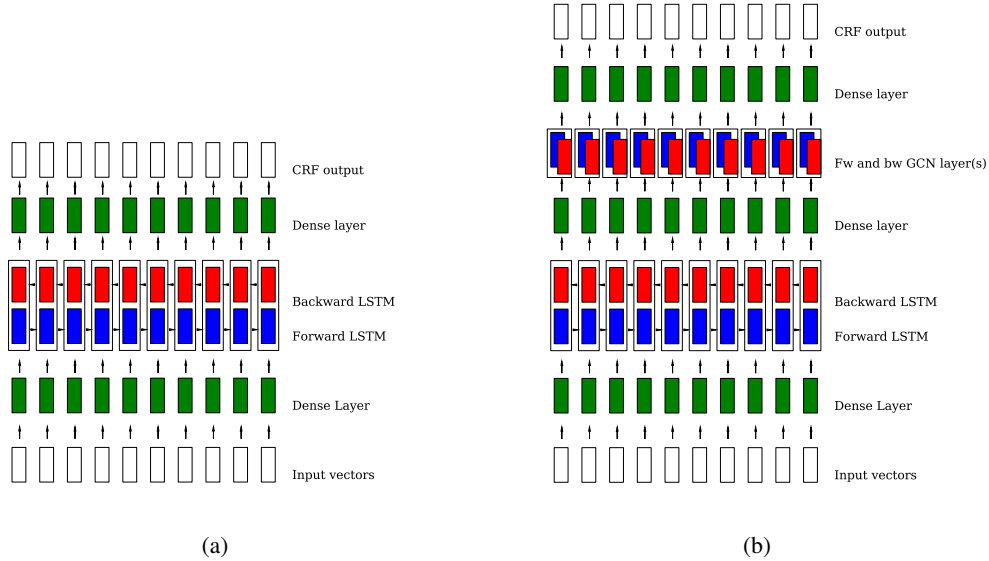 CRF output
Dense layer
Backward LSTM
Forward LSTM
Dense Layer
Input vectors
(a)
CRF output
Dense layer
Fw and bw GCN layer(s)
Dense layer
Backward LSTM
Forward LSTM
Dense Layer
Input vectors
(b)